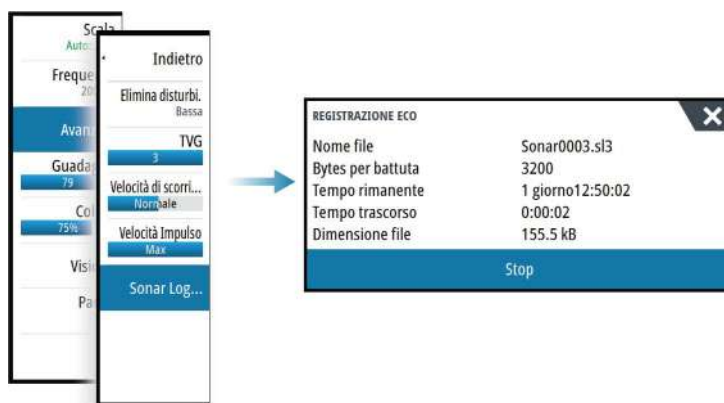 Scala
Auto:
Freque
20
Avan
Guada
79
Col
75%
Vis
Pa
Indietro
Elimina disturbi.
Bassa
TVG
3
Velocità di scorri...
Normale
Velocità Impulso
Max
Sonar Log...
REGISTRAZIONE ECO
Nome file Sonar0003.sl3
Bytes per battuta 3200
Tempo rimanente 1 giorno12:50:02
Tempo trascorso 0:00:02
Dimensione file 155.5 kB
Stop